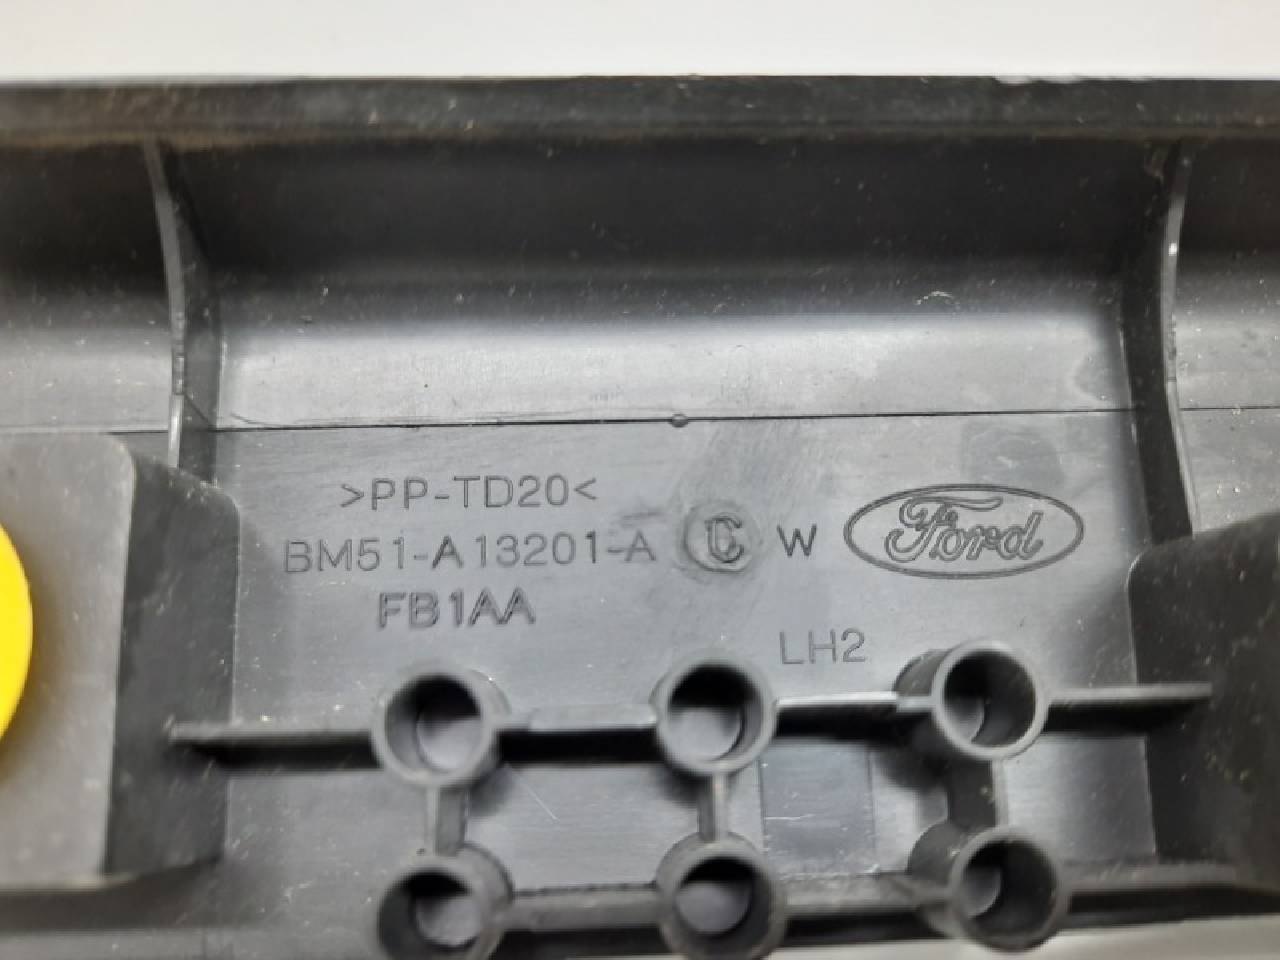 >PP-TD20<
BM51-A13201-A C W Ford
FB1AA
LH2